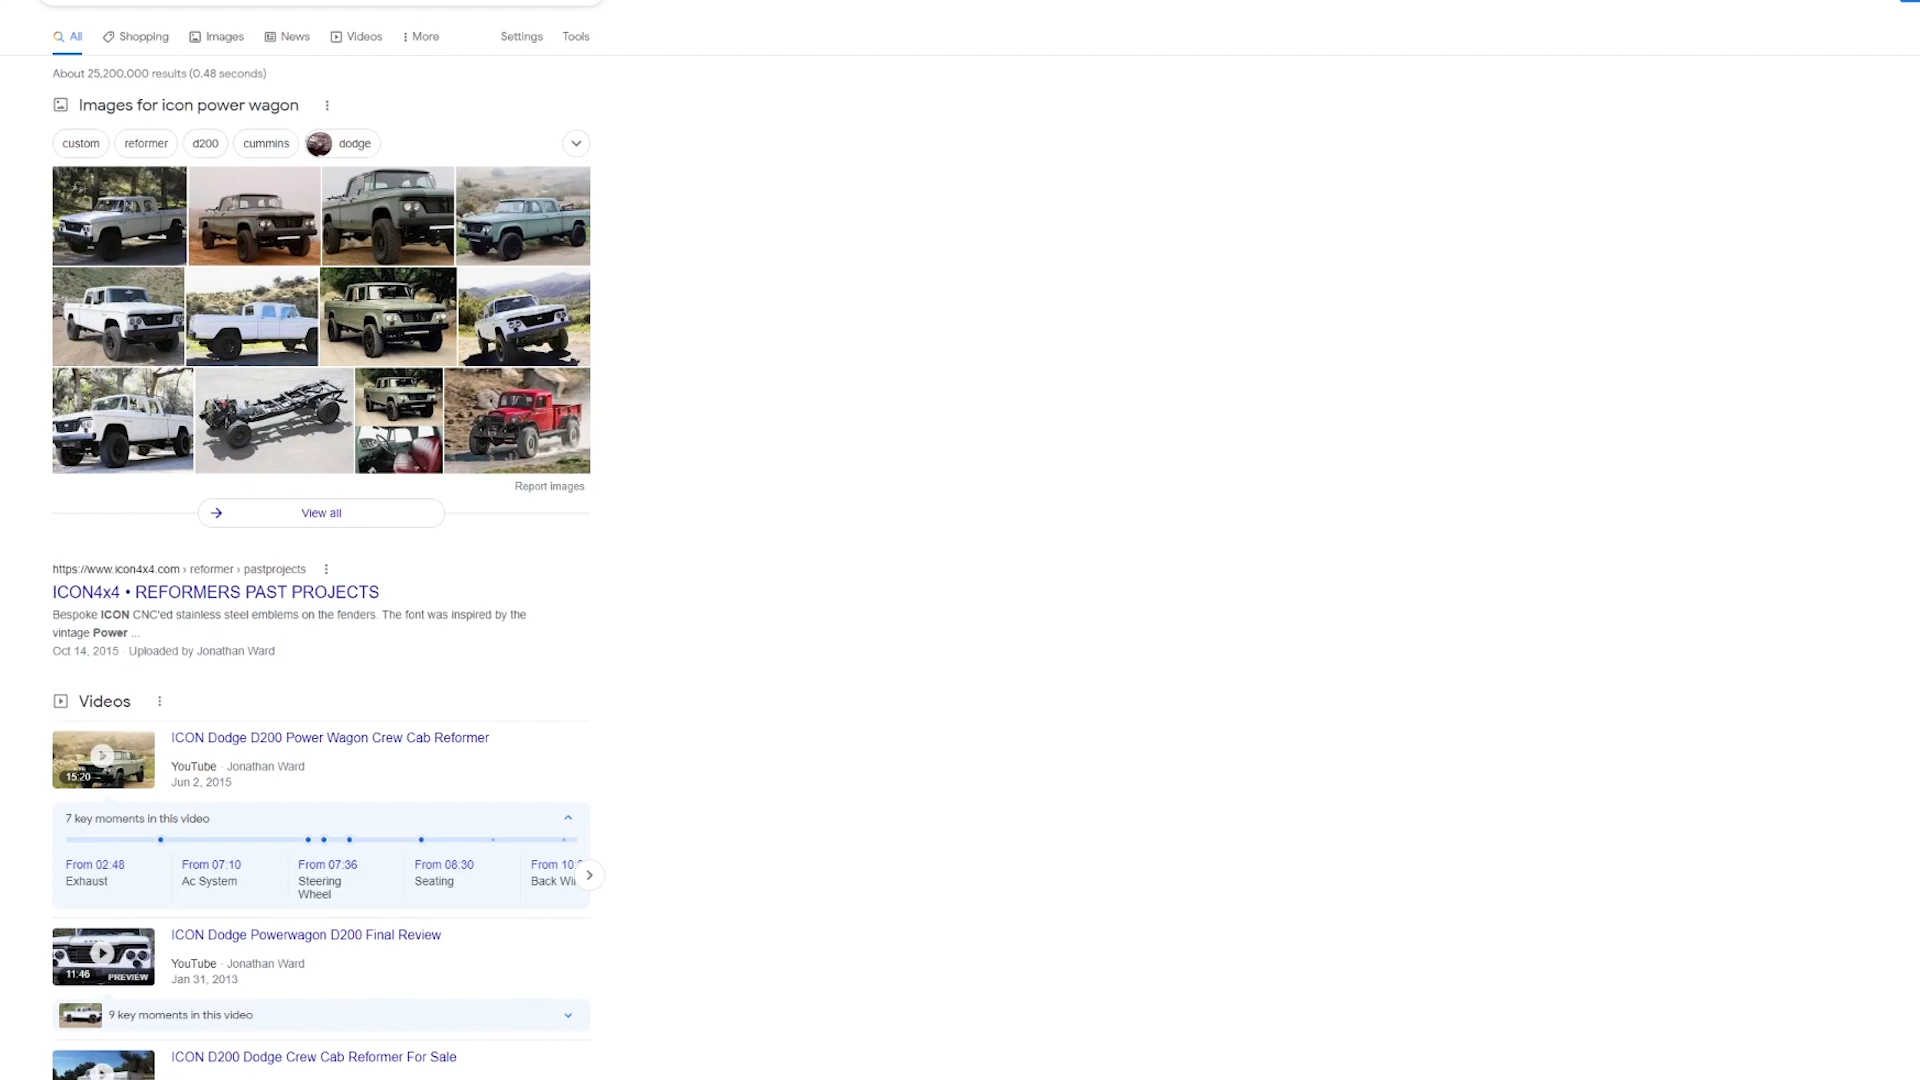 All Shopping Images News Videos More Settings Tools
About 25,200,000 results (0.48 seconds)
Images for icon power wagon
custom reformer d200 cummins dodge
Report images
View all
https://www.icon4x4.com › reformer › pastprojects
ICON4x4 • REFORMERS PAST PROJECTS
Bespoke ICON CNC'ed stainless steel emblems on the fenders. The font was inspired by the
vintage Power ...
Oct 14, 2015 · Uploaded by Jonathan Ward
Videos
ICON Dodge D200 Power Wagon Crew Cab Reformer
15:20
YouTube · Jonathan Ward
Jun 2, 2015
7 key moments in this video
From 02:48 From 07:10 From 07:36 From 08:30 From 10:
Exhaust Ac System Steering Seating Back
Wheel
ICON Dodge Powerwagon D200 Final Review
YouTube · Jonathan Ward
11:46 PREVIEW
Jan 31, 2013
9 key moments in this video
ICON D200 Dodge Crew Cab Reformer For Sale